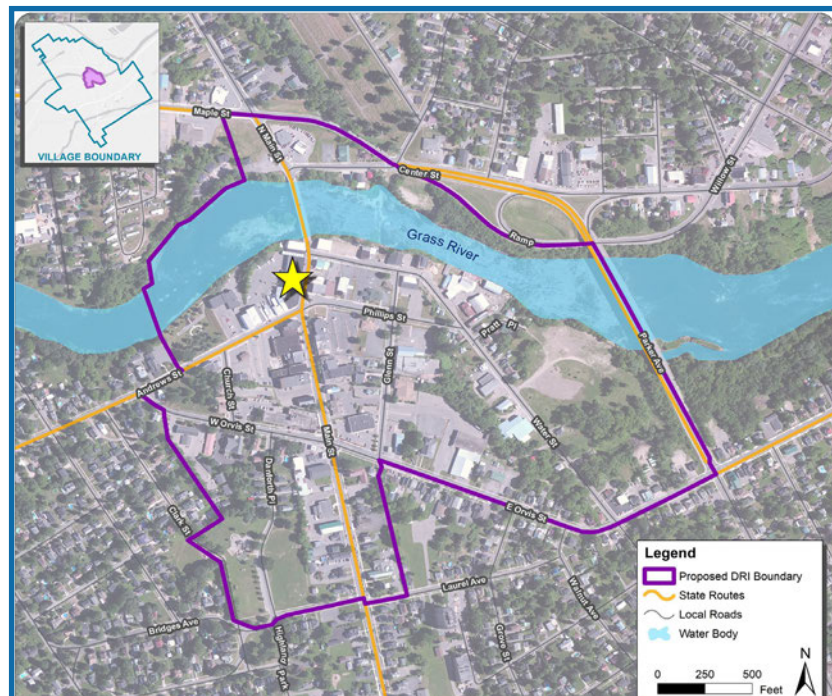 VILLAGE BOUNDARY
Maple St
N Main St
Center St
Willow St
Ramp
Grass River
Phillips St
Pratt Pl
Parker Ave
Glenn St
Andrews St
Church St
W Orvis St
Main St
Water St
Danforth Pl
Clark St
E Orvis St
Laurel Ave
Walnut Ave
Bridges Ave
Highland Park
Grove St
Legend
Proposed DRI Boundary
State Routes
Local Roads
Water Body
N
0 250 500
Feet